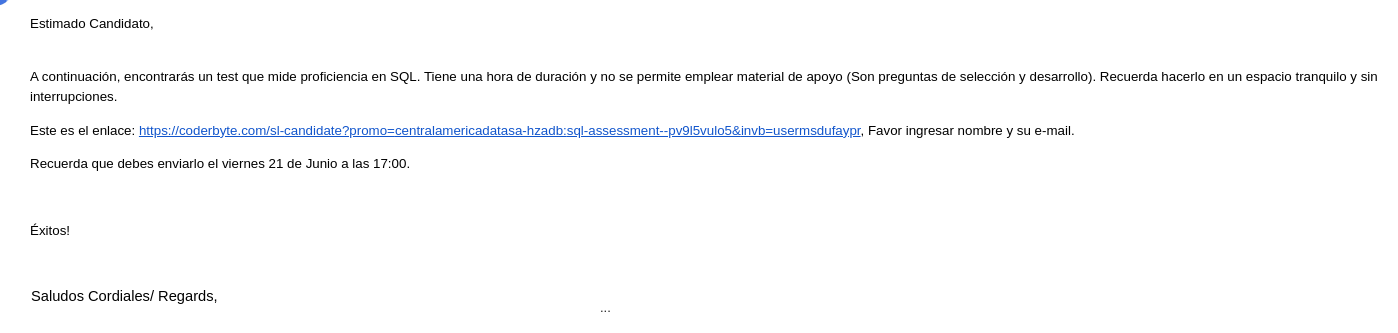 Estimado Candidato,
A continuación, encontrarás un test que mide proficiencia en SQL. Tiene una hora de duración y no se permite emplear material de apoyo (Son preguntas de selección y desarrollo). Recuerda hacerlo en un espacio tranquilo y sin
interrupciones.
Este es el enlace: https://coderbyte.com/sl-candidate?promo=centralamericadatasa-hzadb:sql-assessment--pv9l5vulo5&invb=usermsdufaypr, Favor ingresar nombre y su e-mail.
Recuerda que debes enviarlo el viernes 21 de Junio a las 17:00.
Éxitos!
Saludos Cordiales/ Regards,
...